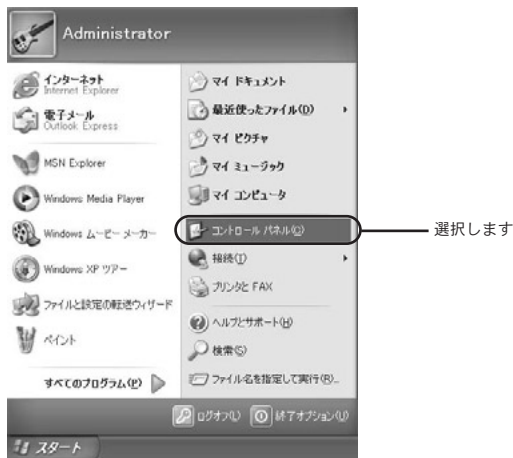 Administrator
インターネット
Internet Explorer
電子メール
Outlook Express
MSN Explorer
Windows Media Player
Windows ムービー メーカー
Windows XP ツアー
ファイルと設定の転送ウィザード
ペイント
すべてのプログラム(P)
マイ ドキュメント
最近使ったファイル(D)
マイ ピクチャ
マイ ミュージック
マイ コンピュータ
コントロール パネル(C)
選択します
接続(T)
プリンタと FAX
ヘルプとサポート(H)
検索(S)
ファイル名を指定して実行(R)...
ログオフ(L)
終了オプション(U)
スタート